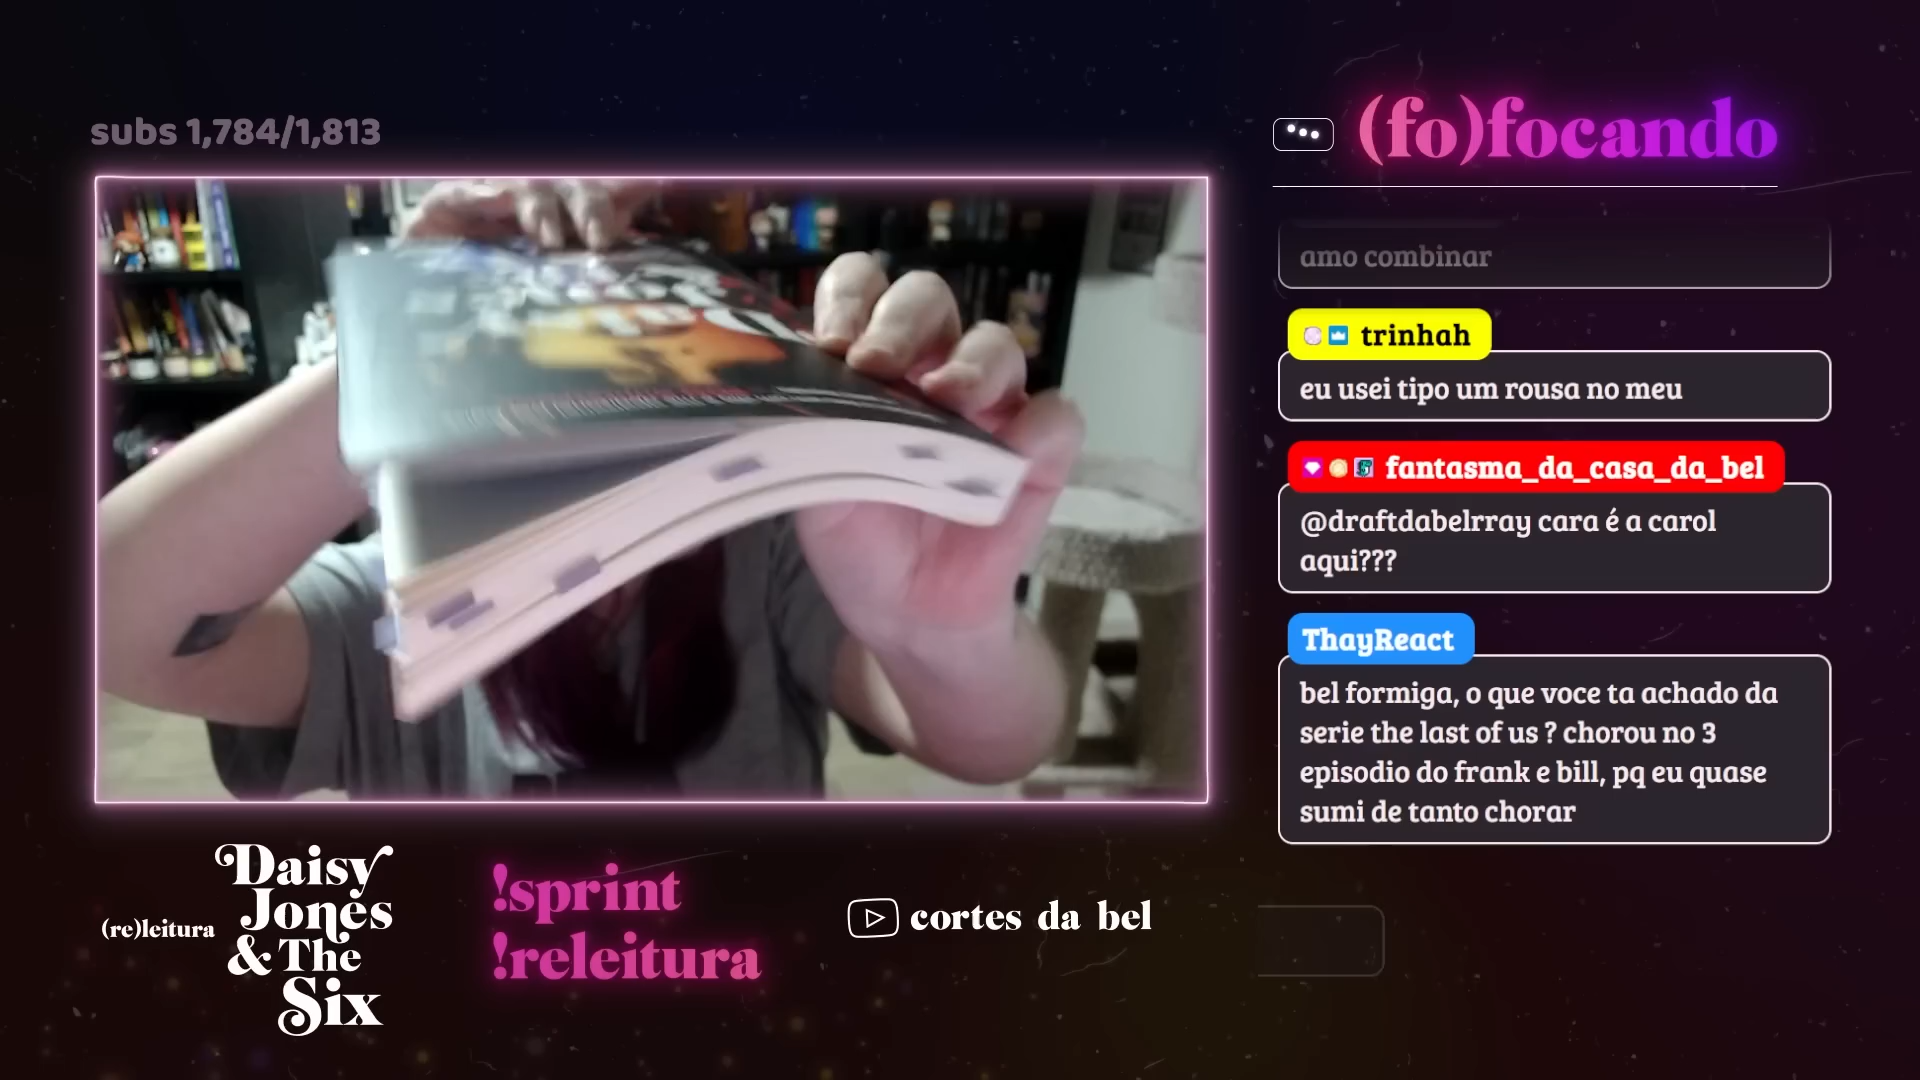 subs 1,784/1,813
(fo)focando
amo combinar
trinhah
eu usei tipo um rousa no meu
fantasma_da_casa_da_bel
@draftdabelrray cara é a carol
aqui???
ThayReact
bel formiga, o que voce ta achado da
serie the last of us ? chorou no 3
episodio do frank e bill, pq eu quase
sumi de tanto chorar
(re)leitura
Daisy
Jones
& The
Six
!sprint
!releitura
cortes da bel